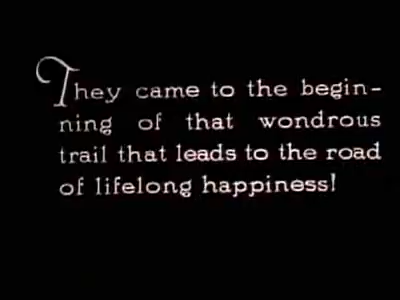 They came to the begin-
ning of that wondrous
trail that leads to the road
of lifelong happiness!